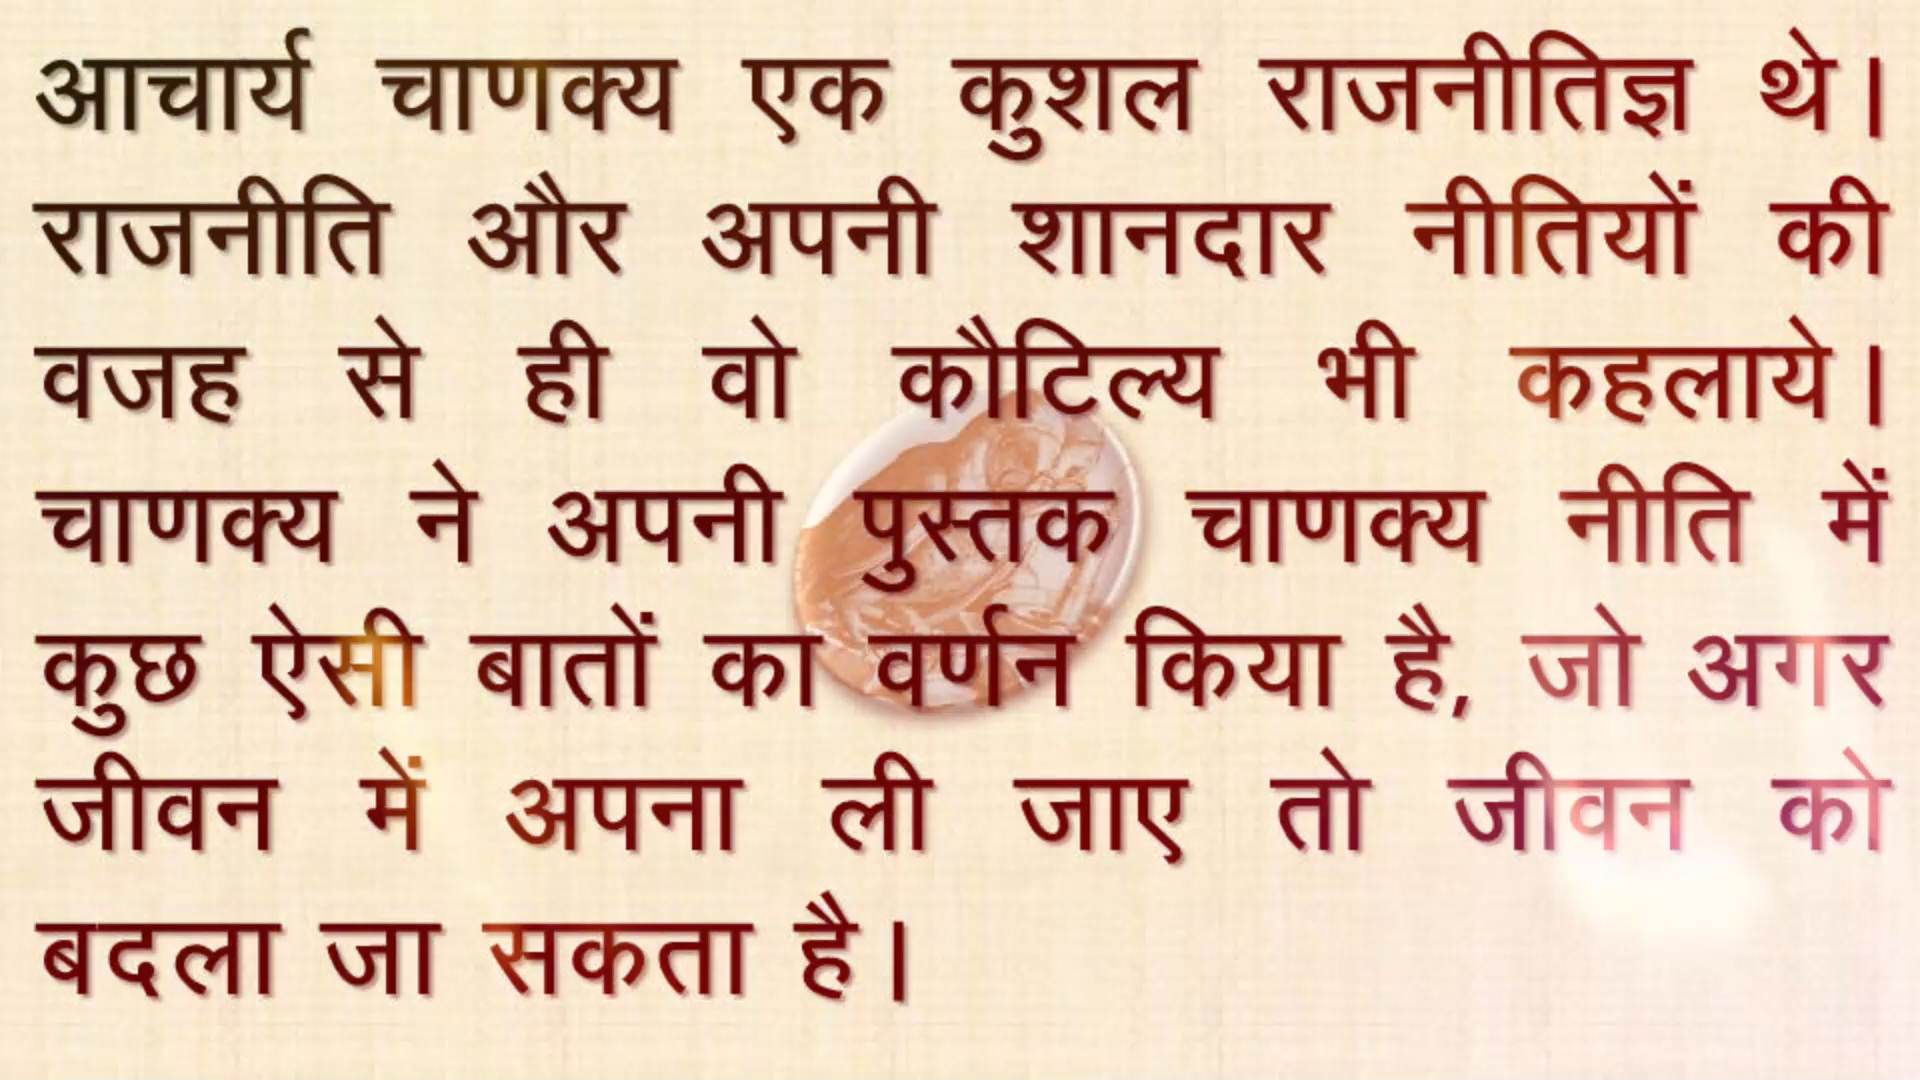 आचार्य चाणक्य एक कुशल राजनीतिज्ञ थे।
राजनीति और अपनी शानदार नीतियों की
वजह से ही वो कौटिल्य भी कहलाये।
चाणक्य ने अपनी पुस्तक चाणक्य नीति में
कुछ ऐसी बातों का वर्णन किया है, जो अगर
जीवन में अपना ली जाए तो जीवन को
बदला जा सकता है।